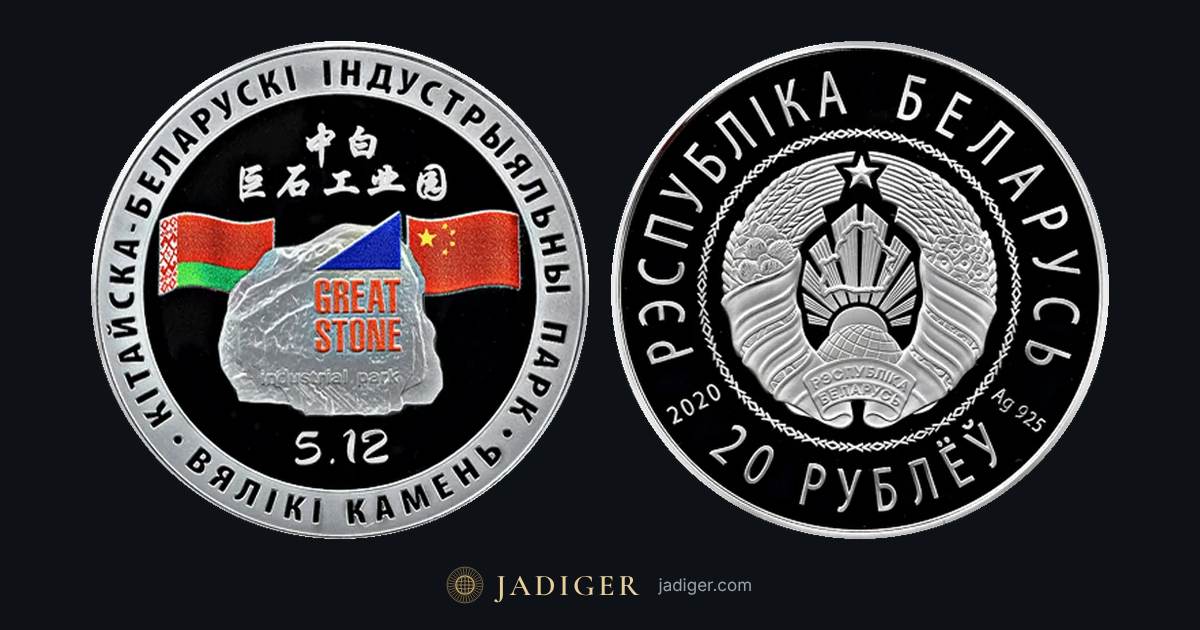 КІТАЙСКА-БЕЛАРУСКІ ІНДУСТРЫЯЛЬНЫ ПАРК
中白
巨石工业园
GREAT
STONE
industrial park
5.12
• ВЯЛІКІ КАМЕНЬ •
РЭСПУБЛІКА БЕЛАРУСЬ
РЭСПУБЛІКА
БЕЛАРУСЬ
2020
Ag 925
20 РУБЛЁЎ
JADIGER
jadiger.com